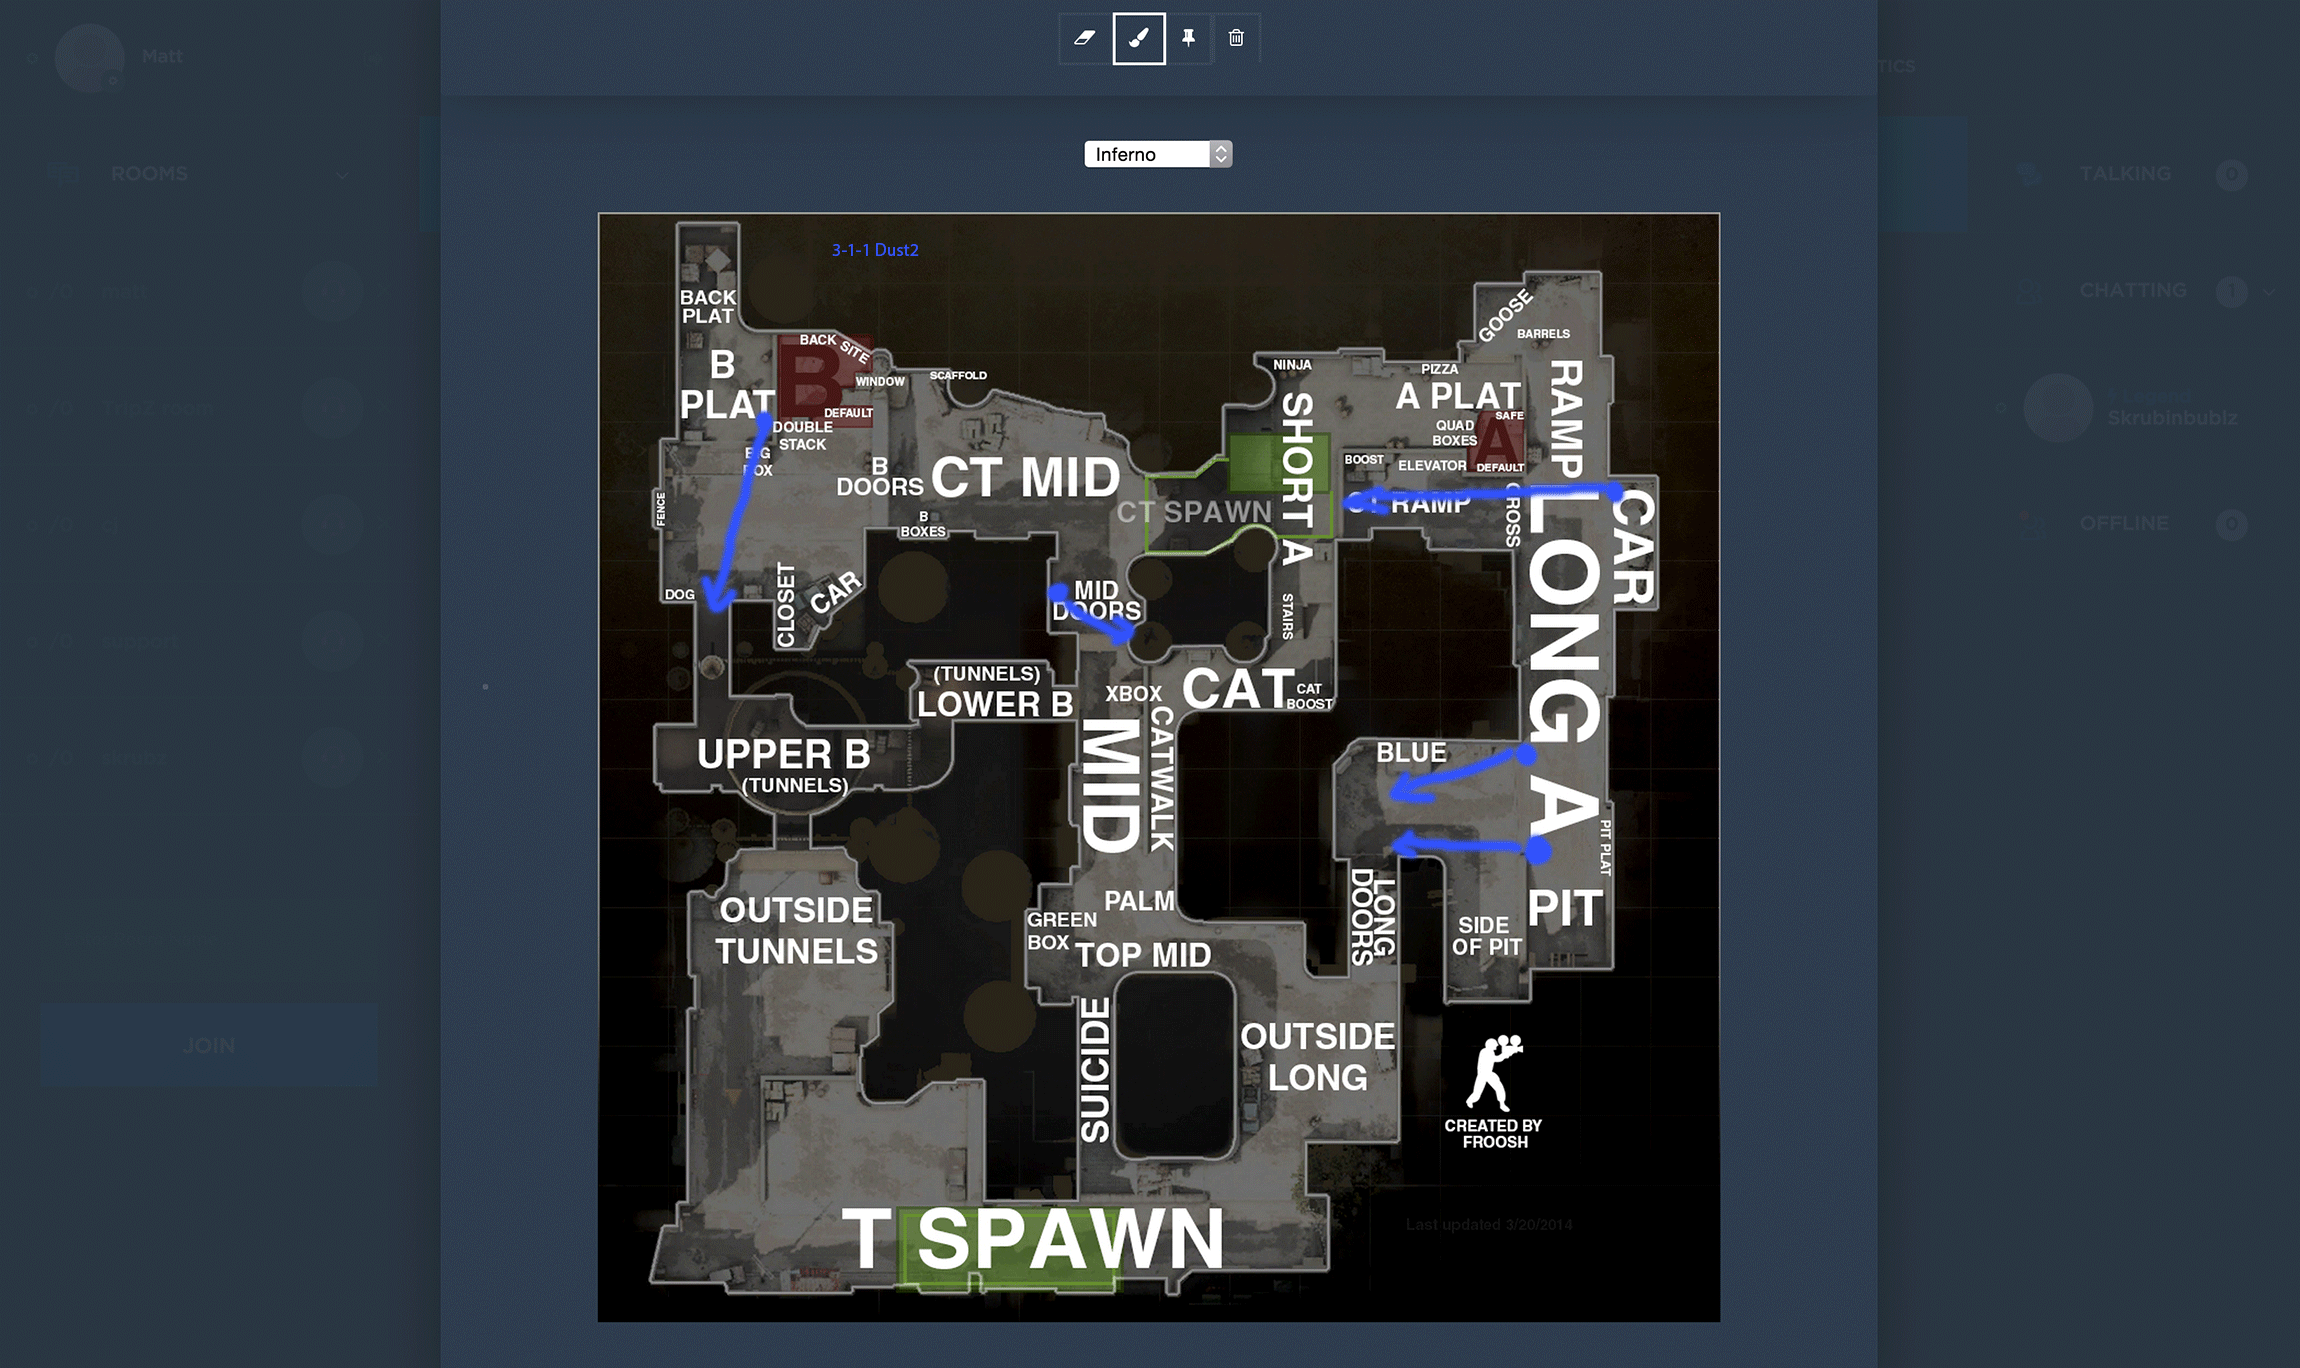 Matt
TICS
Inferno
ROOMS
TALKING
0
CHATTING
1
OFFLINE
0
Skrubinbublz
JOIN
3-1-1 Dust2
BACK
PLAT
B
PLAT
B
BACK
SITE
WINDOW
DEFAULT
DOUBLE
STACK
BIG
BOX
SCAFFOLD
B
DOORS
CT MID
B
BOXES
FENCE
DOG
CLOSET
CAR
NINJA
SHORT A
CT SPAWN
STAIRS
GOOSE
BARRELS
PIZZA
A PLAT
SAFE
QUAD
BOXES
A
BOOST
ELEVATOR
DEFAULT
RAMP
CT RAMP
CROSS
LONG A
CAR
MID
DOORS
(TUNNELS)
LOWER B
XBOX
CAT
CAT
BOOST
CATWALK
MID
UPPER B
(TUNNELS)
BLUE
PIT PLAT
PIT
SIDE
OF PIT
LONG
DOORS
PALM
GREEN
BOX
TOP MID
OUTSIDE
TUNNELS
SUICIDE
OUTSIDE
LONG
CREATED BY
FROOSH
Last updated 3/20/2014
T SPAWN